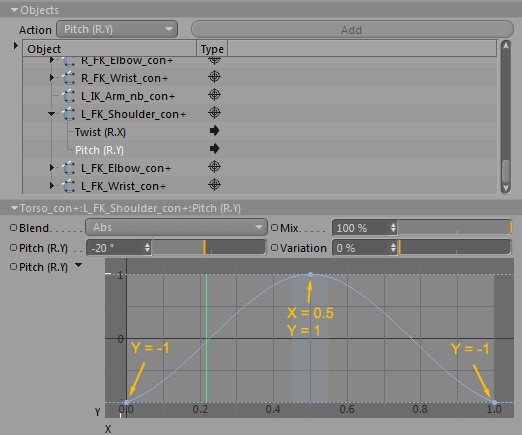 Objects
Action Pitch (R.Y) Add
Object Type
R_FK_Elbow_con+
R_FK_Wrist_con+
L_IK_Arm_nb_con+
L_FK_Shoulder_con+
Twist (R.X)
Pitch (R.Y)
L_FK_Elbow_con+
L_FK_Wrist_con+
Torso_con+:L_FK_Shoulder_con+:Pitch (R.Y)
Blend. . . . . . Abs Mix. . . . . 100 %
Pitch (R.Y) -20 ° Variation 0 %
Pitch (R.Y)
1
X = 0.5
Y = 1
0
Y = -1 Y = -1
-1
Y 0.0 0.2 0.4 0.6 0.8 1.0
X